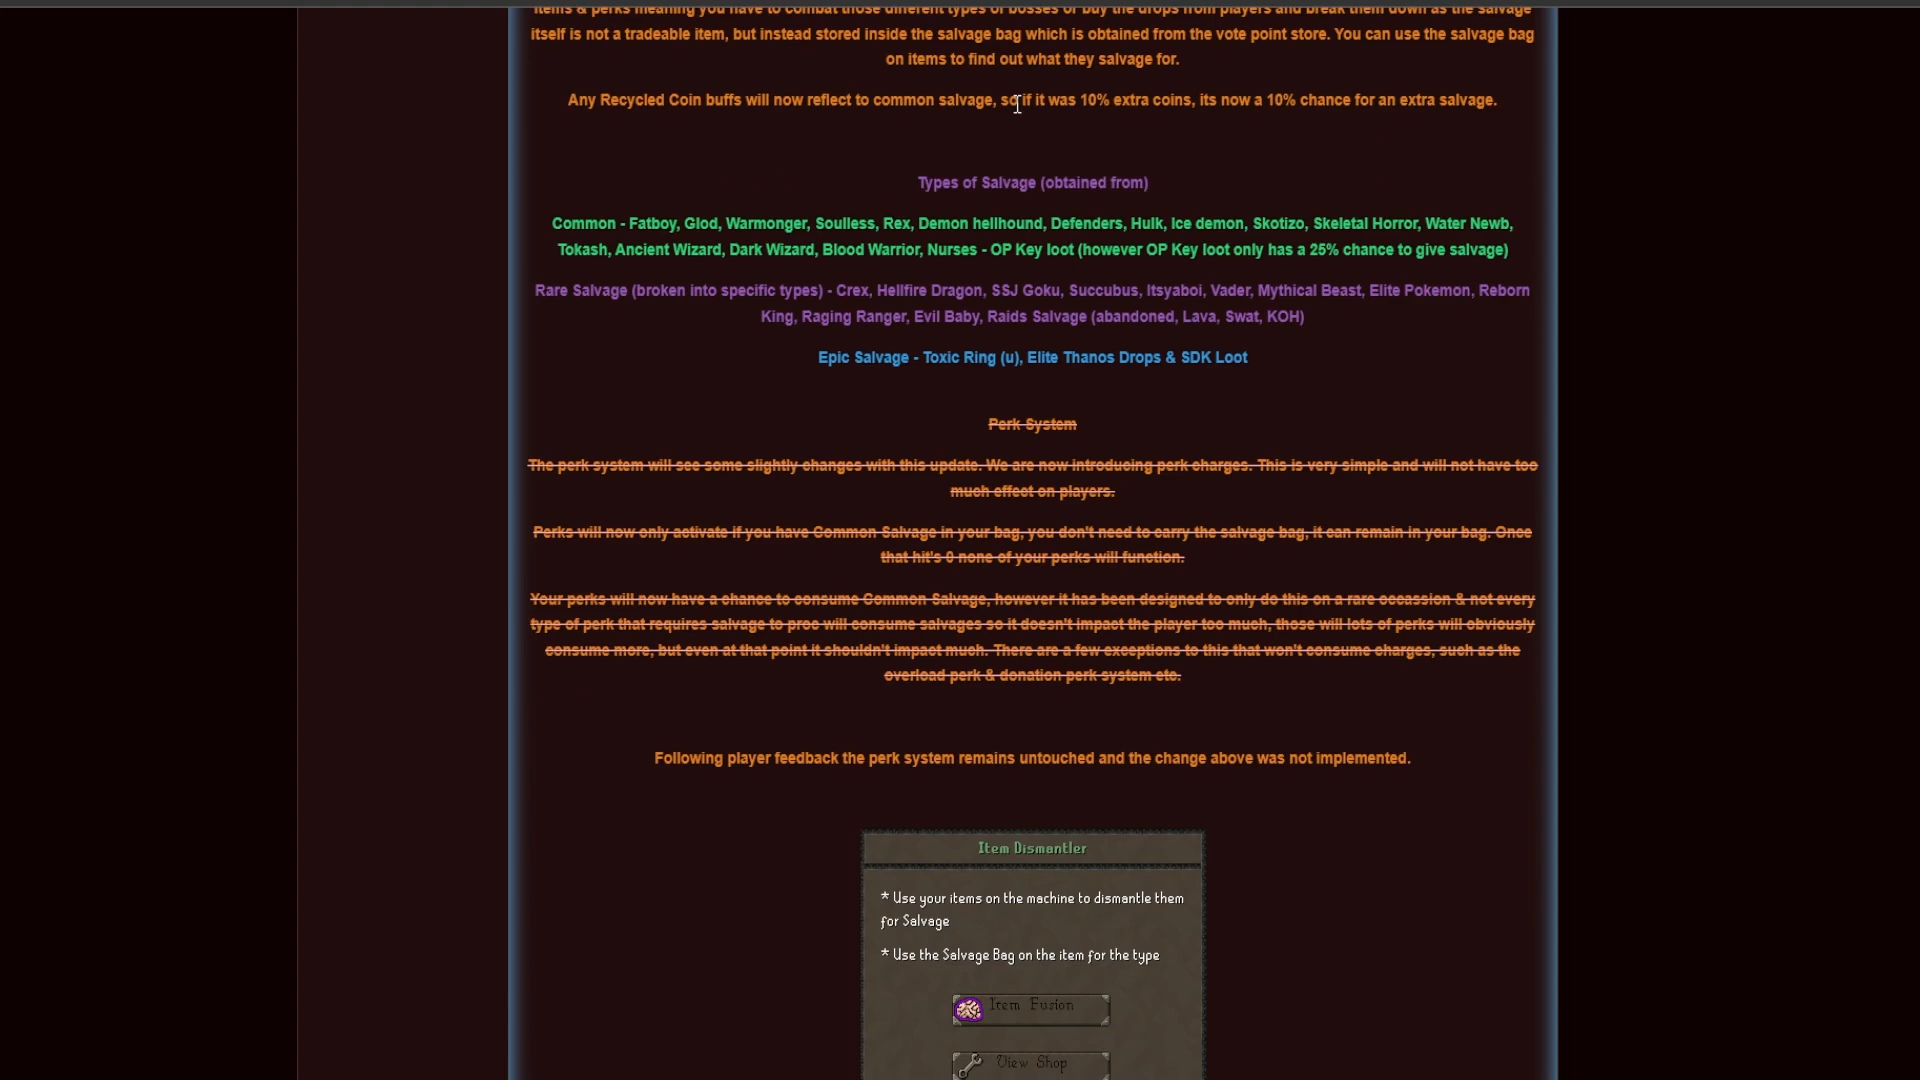 items & perks meaning you have to combat those different types of bosses or buy the drops from players and break them down as the salvage
itself is not a tradeable item, but instead stored inside the salvage bag which is obtained from the vote point store. You can use the salvage bag
on items to find out what they salvage for.
Any Recycled Coin buffs will now reflect to common salvage, so if it was 10% extra coins, its now a 10% chance for an extra salvage.
Types of Salvage (obtained from)
Common - Fatboy, Glod, Warmonger, Soulless, Rex, Demon hellhound, Defenders, Hulk, Ice demon, Skotizo, Skeletal Horror, Water Newb,
Tokash, Ancient Wizard, Dark Wizard, Blood Warrior, Nurses - OP Key loot (however OP Key loot only has a 25% chance to give salvage)
Rare Salvage (broken into specific types) - Crex, Hellfire Dragon, SSJ Goku, Succubus, Itsyaboi, Vader, Mythical Beast, Elite Pokemon, Reborn
King, Raging Ranger, Evil Baby, Raids Salvage (abandoned, Lava, Swat, KOH)
Epic Salvage - Toxic Ring (u), Elite Thanos Drops & SDK Loot
Perk System
The perk system will see some slightly changes with this update. We are now introducing perk charges. This is very simple and will not have too
much effect on players.
Perks will now only activate if you have Common Salvage in your bag, you don't need to carry the salvage bag, it can remain in your bag. Once
that hit's 0 none of your perks will function.
Your perks will now have a chance to consume Common Salvage, however it has been designed to only do this on a rare occassion & not every
type of perk that requires salvage to proc will consume salvages so it doesn't impact the player too much, those will lots of perks will obviously
consume more, but even at that point it shouldn't impact much. There are a few exceptions to this that won't consume charges, such as the
overload perk & donation perk system etc.
Following player feedback the perk system remains untouched and the change above was not implemented.
Item Dismantler
* Use your items on the machine to dismantle them
for Salvage
* Use the Salvage Bag on the item for the type
Item Fusion
View Shop